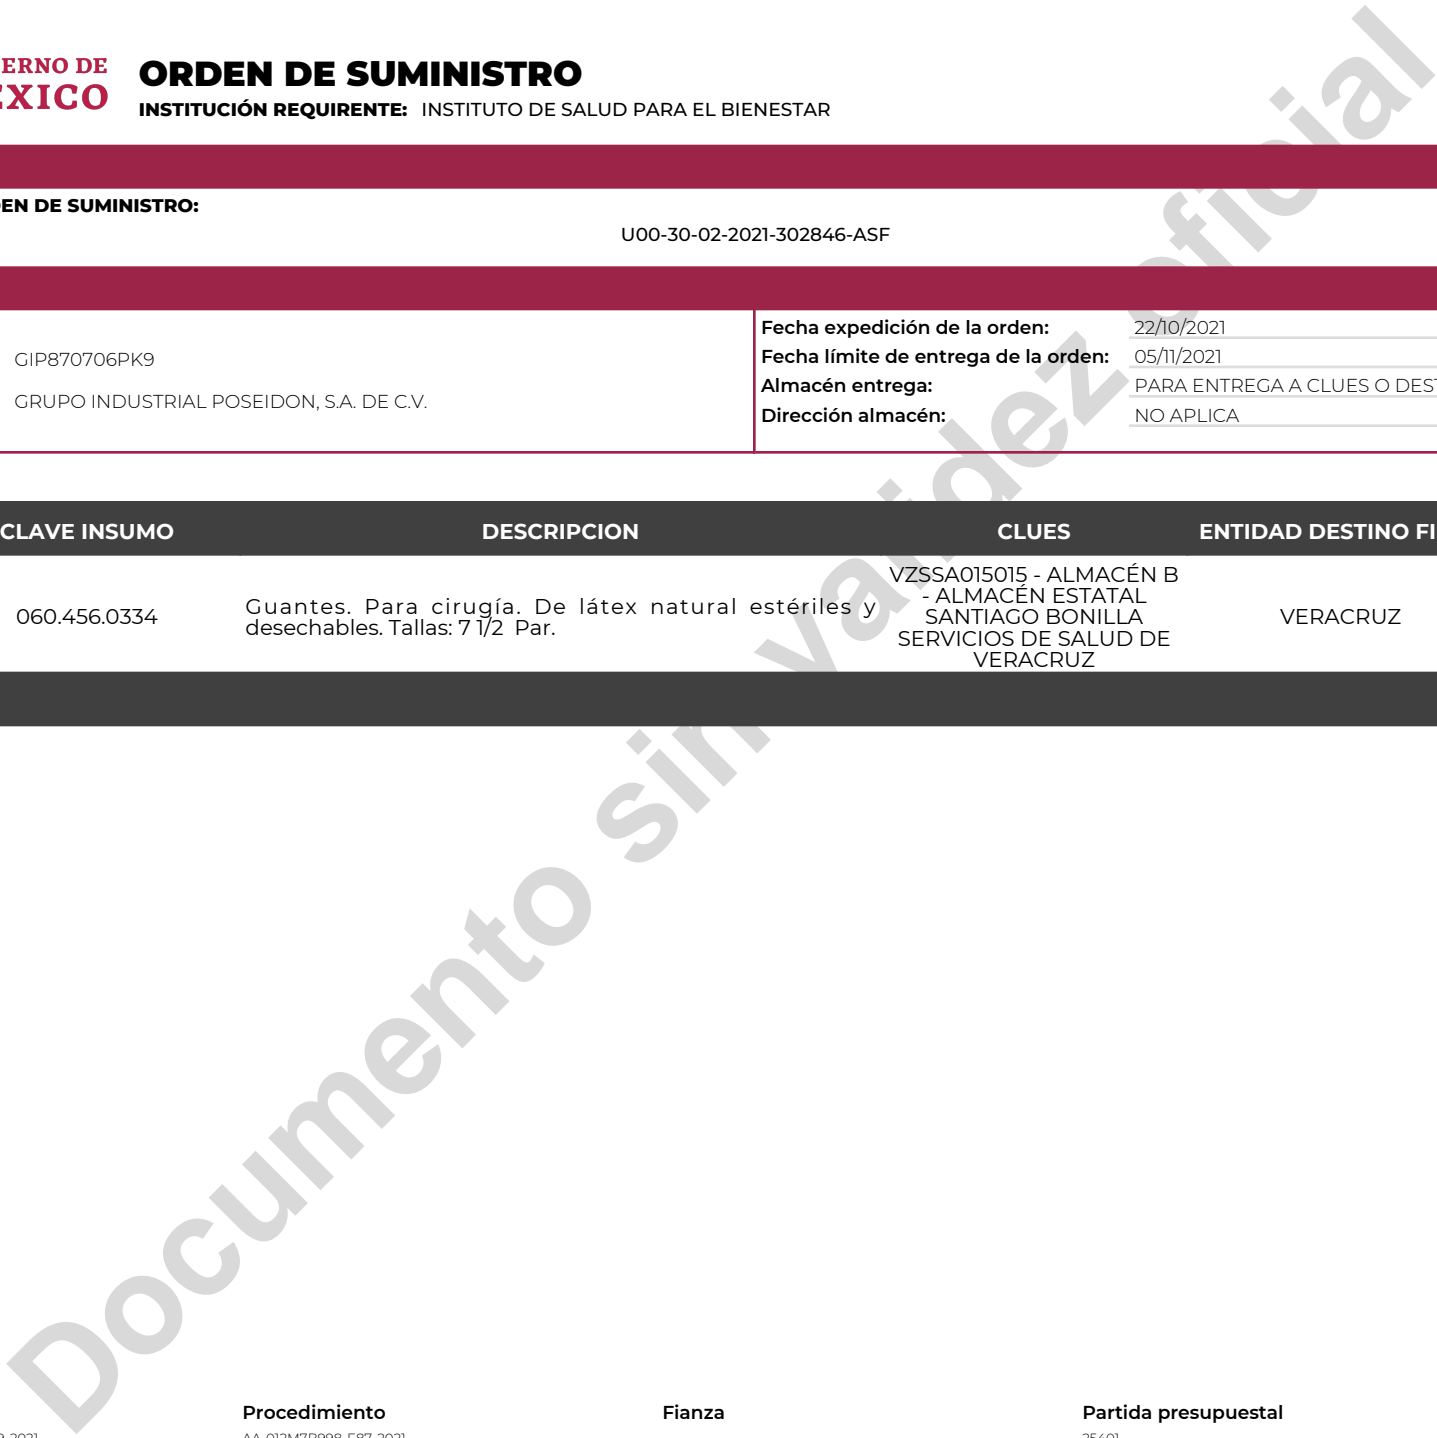 ERNO DE
ORDEN DE SUMINISTRO
XICO
INSTITUCIÓN REQUIRENTE: INSTITUTO DE SALUD PARA EL BIENESTAR
EN DE SUMINISTRO:
U00-30-02-2021-302846-ASF
Fecha expedición de la orden: 22/10/2021
GIP870706PK9
Fecha límite de entrega de la orden: 05/11/2021
Almacén entrega: PARA ENTREGA A CLUES O DEST
GRUPO INDUSTRIAL POSEIDON, S.A. DE C.V.
Dirección almacén: NO APLICA
CLAVE INSUMO DESCRIPCION CLUES ENTIDAD DESTINO FI
060.456.0334
Guantes. Para cirugía. De látex natural estériles y
desechables. Tallas: 7 1/2 Par.
VZSSA015015 - ALMACÉN B
- ALMACÉN ESTATAL
SANTIAGO BONILLA
SERVICIOS DE SALUD DE
VERACRUZ
VERACRUZ
Documento sin validez oficial
Procedimiento Fianza Partida presupuestal